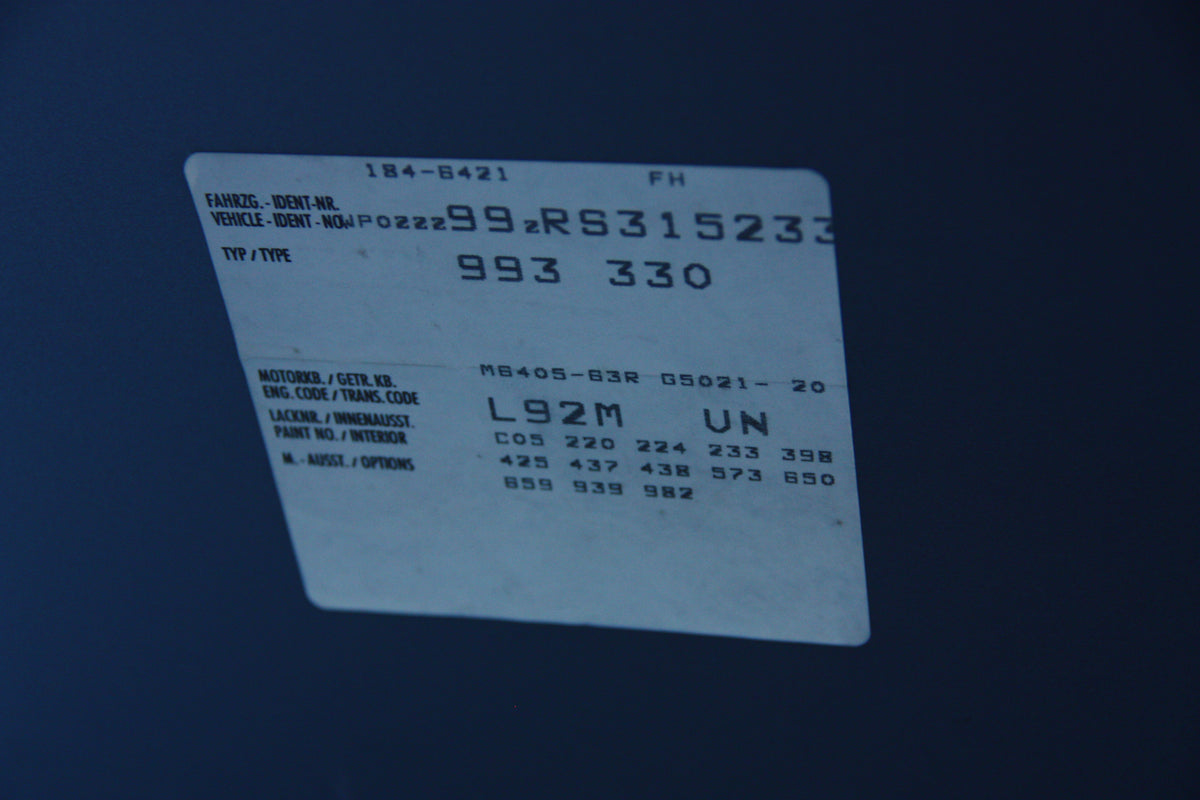 184-6421 FH
FAHRZG.-IDENT-NR.
VEHICLE-IDENT-NO. WP0ZZZ99ZRS315233
TYP / TYPE 993 330
MOTORKB. / GETR. KB. M6405-63R G5021- 20
ENG. CODE / TRANS. CODE
LACKNR. / INNENAUSST. L92M UN
PAINT NO. / INTERIOR C05 220 224 233 398
M.-AUSST. / OPTIONS 425 437 438 573 650
659 939 982